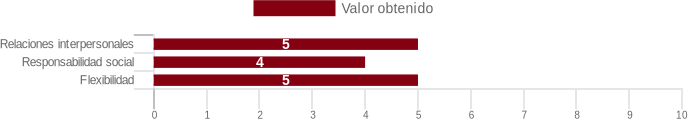 Valor obtenido
Relaciones interpersonales 5
Responsabilidad social 4
Flexibilidad 5
0 1 2 3 4 5 6 7 8 9 10